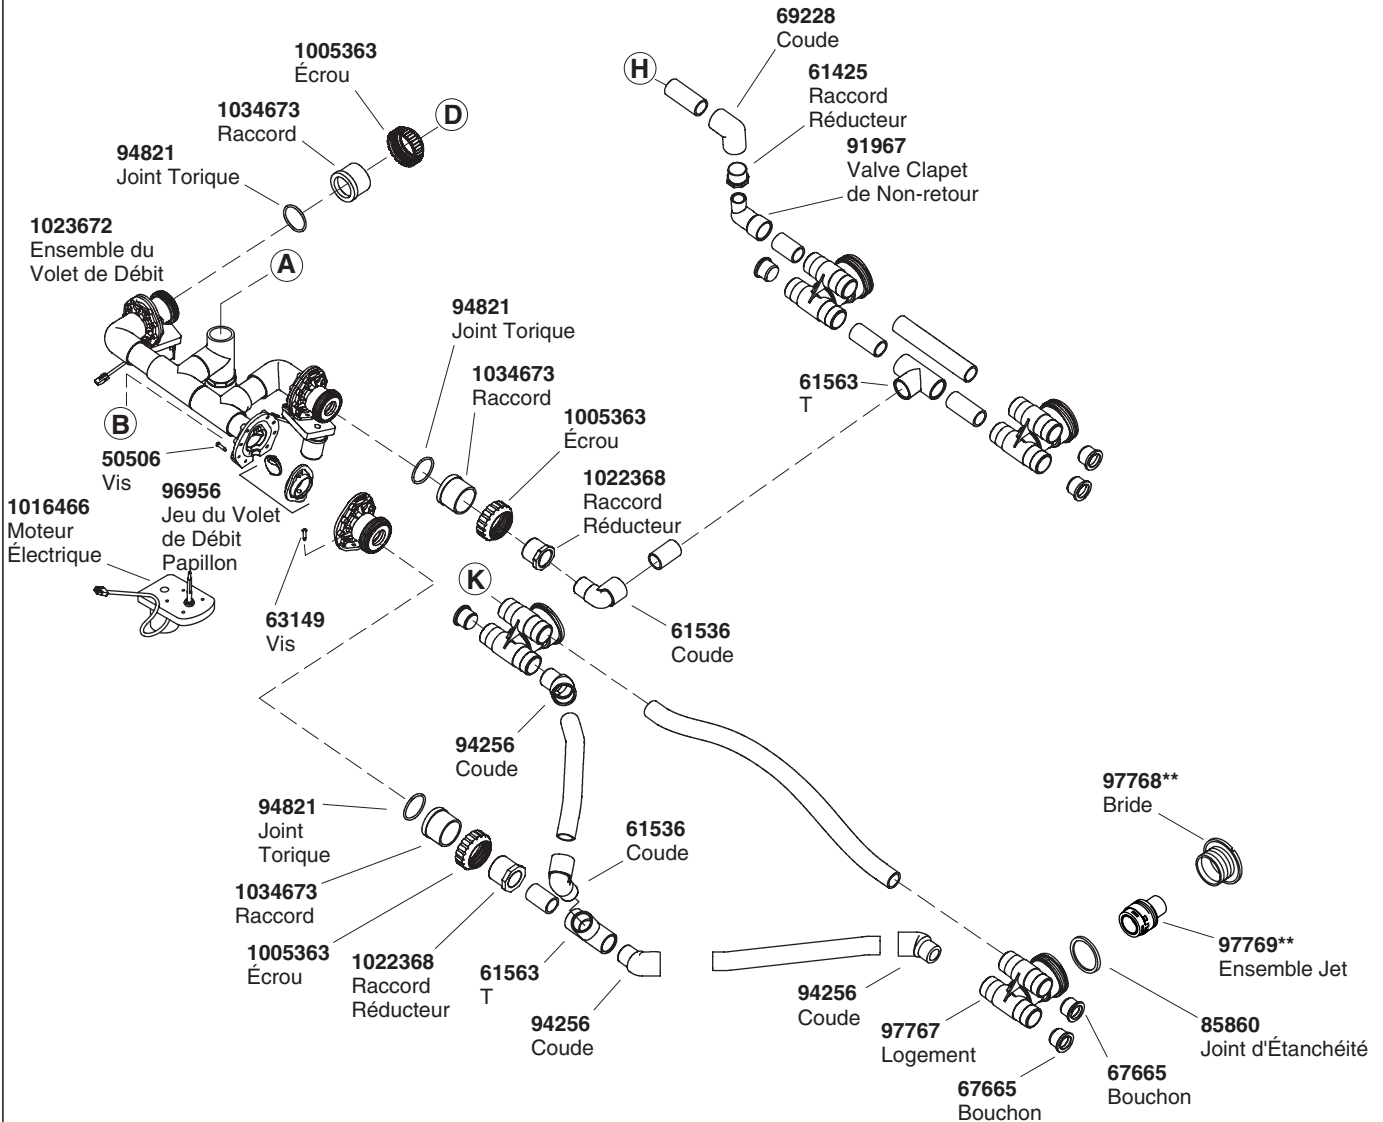 69228
Coude
1005363
Écrou
H
61425
Raccord
Réducteur
1034673
Raccord
D
91967
Valve Clapet
de Non-retour
94821
Joint Torique
1023672
Ensemble du
Volet de Débit
A
94821
Joint Torique
1034673
Raccord
61563
T
1005363
Écrou
B
50506
Vis
1022368
Raccord
Réducteur
96956
Jeu du Volet
de Débit
Papillon
1016466
Moteur
Électrique
K
63149
Vis
61536
Coude
94256
Coude
97768**
Bride
94821
Joint
Torique
61536
Coude
1034673
Raccord
97769**
Ensemble Jet
1005363
Écrou
1022368
Raccord
Réducteur
61563
T
94256
Coude
94256
Coude
97767
Logement
85860
Joint d'Étanchéité
67665
Bouchon
67665
Bouchon